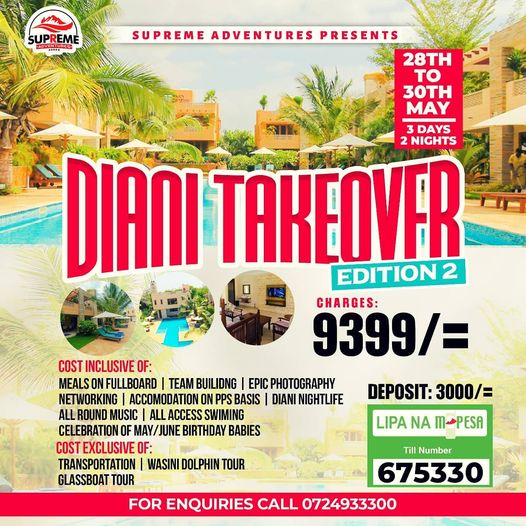 SUPREME
ADVENTURES
SUPREME ADVENTURES PRESENTS
28TH
TO
30TH
MAY
3 DAYS
2 NIGHTS
DIANI TAKEOVER
EDITION 2
CHARGES:
9399/=
COST INCLUSIVE OF:
MEALS ON FULLBOARD | TEAM BUILIDNG | EPIC PHOTOGRAPHY
NETWORKING | ACCOMODATION ON PPS BASIS | DIANI NIGHTLIFE
ALL ROUND MUSIC | ALL ACCESS SWIMING
CELEBRATION OF MAY/JUNE BIRTHDAY BABIES
COST EXCLUSIVE OF:
TRANSPORTATION | WASINI DOLPHIN TOUR
GLASSBOAT TOUR
DEPOSIT: 3000/=
LIPA NA M-PESA
Till Number
675330
FOR ENQUIRIES CALL 0724933300